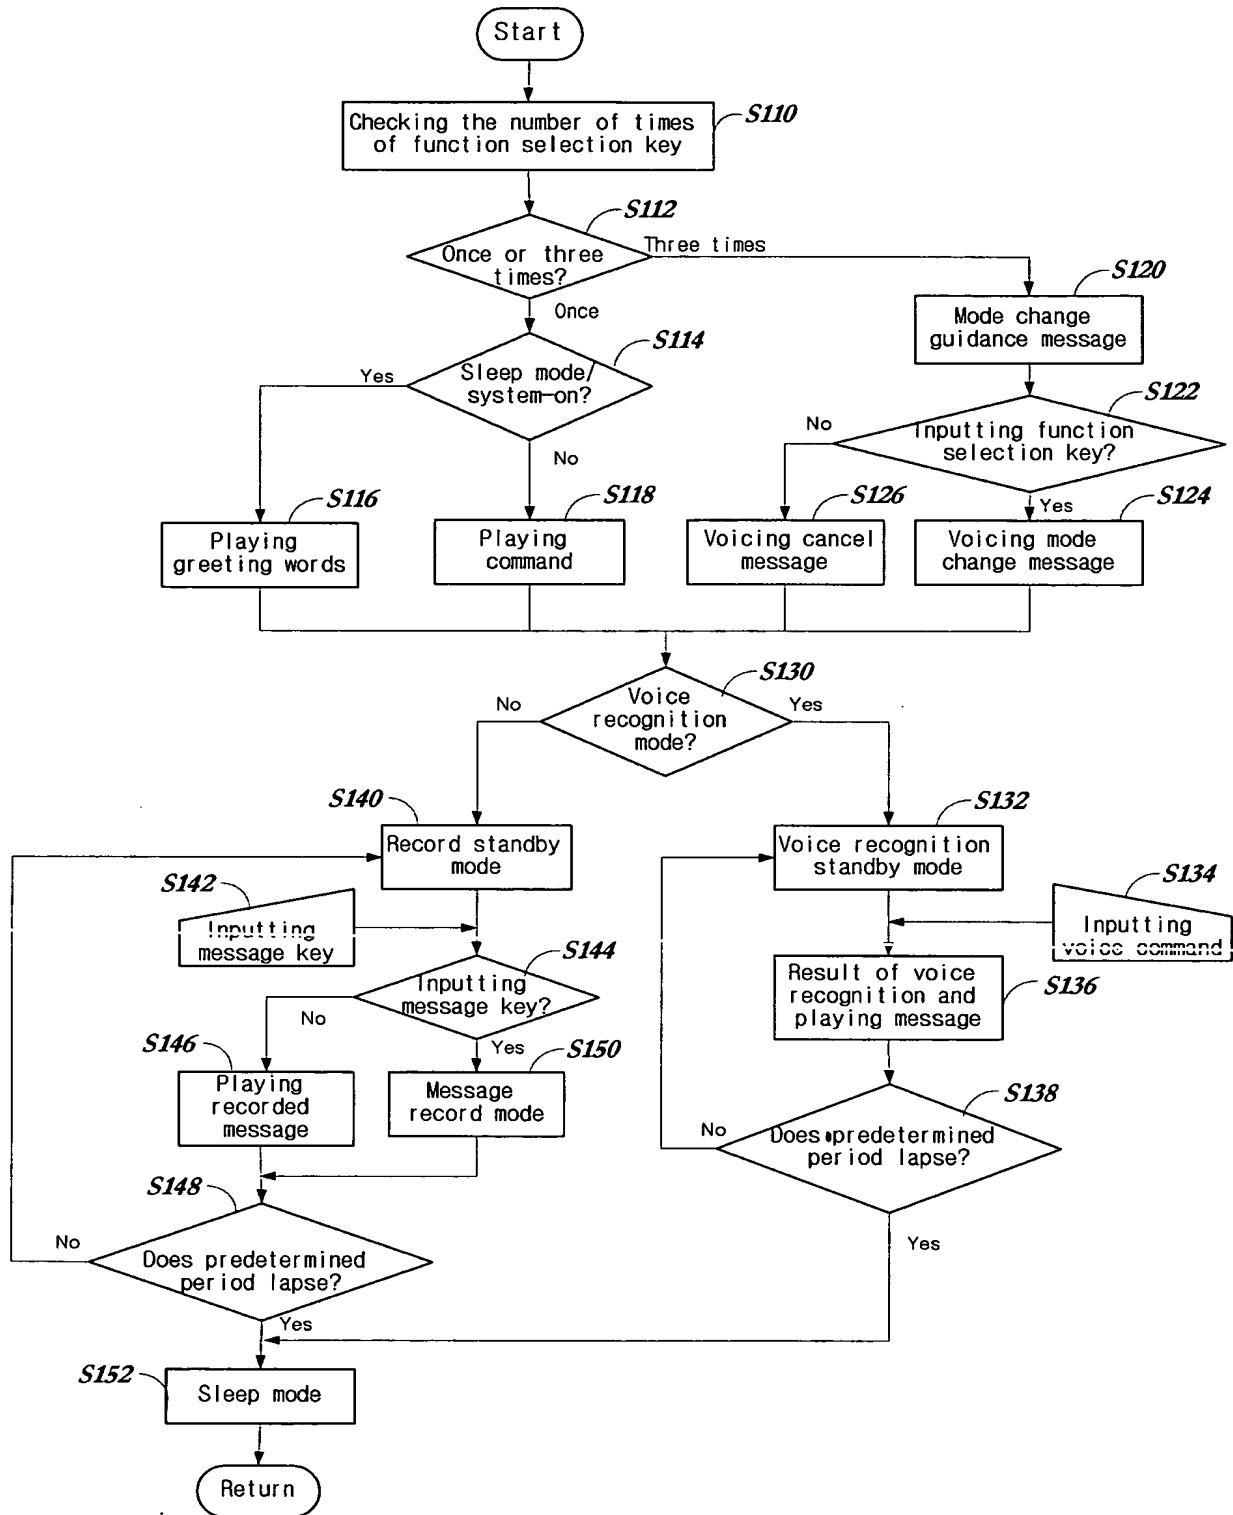 Start
Checking the number of times
of function selection key
S110
S112
Once or three
times?
Three times
Once
S120
Mode change
guidance message
S114
Sleep mode/
system-on?
Yes
No
S122
Inputting function
selection key?
No
Yes
S116
Playing
greeting words
S118
Playing
command
S126
Voicing cancel
message
S124
Voicing mode
change message
S130
Voice
recognition
mode?
No
Yes
S140
Record standby
mode
S132
Voice recognition
standby mode
S142
Inputting
message key
S134
Inputting
voice command
S144
Inputting
message key?
No
Yes
S136
Result of voice
recognition and
playing message
S146
Playing
recorded
message
S150
Message
record mode
S138
Does predetermined
period lapse?
No
Yes
S148
Does predetermined
period lapse?
No
Yes
S152
Sleep mode
Return